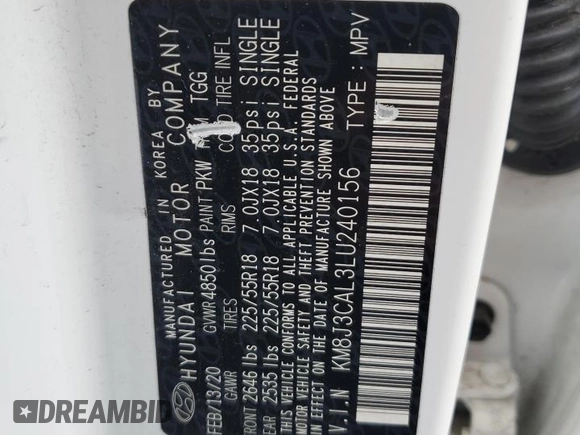 MANUFACTURED IN KOREA BY
HYUNDAI MOTOR COMPANY
FEB/13/20 GVWR 4850 lbs PAINT PKW TGG
GAWR TIRES RMS COLD TIRE INFL
FRONT 2646 lbs 225/55R18 7.0JX18 35psi SINGLE
REAR 2535 lbs 225/55R18 7.0JX18 35psi SINGLE
THIS VEHICLE CONFORMS TO ALL APPLICABLE U.S.A. FEDERAL
MOTOR VEHICLE SAFETY AND THEFT PREVENTION STANDARDS
IN EFFECT ON THE DATE OF MANUFACTURE SHOWN ABOVE
V.I.N KM8J3CAL3LU240156 TYPE : MPV
DREAMBID